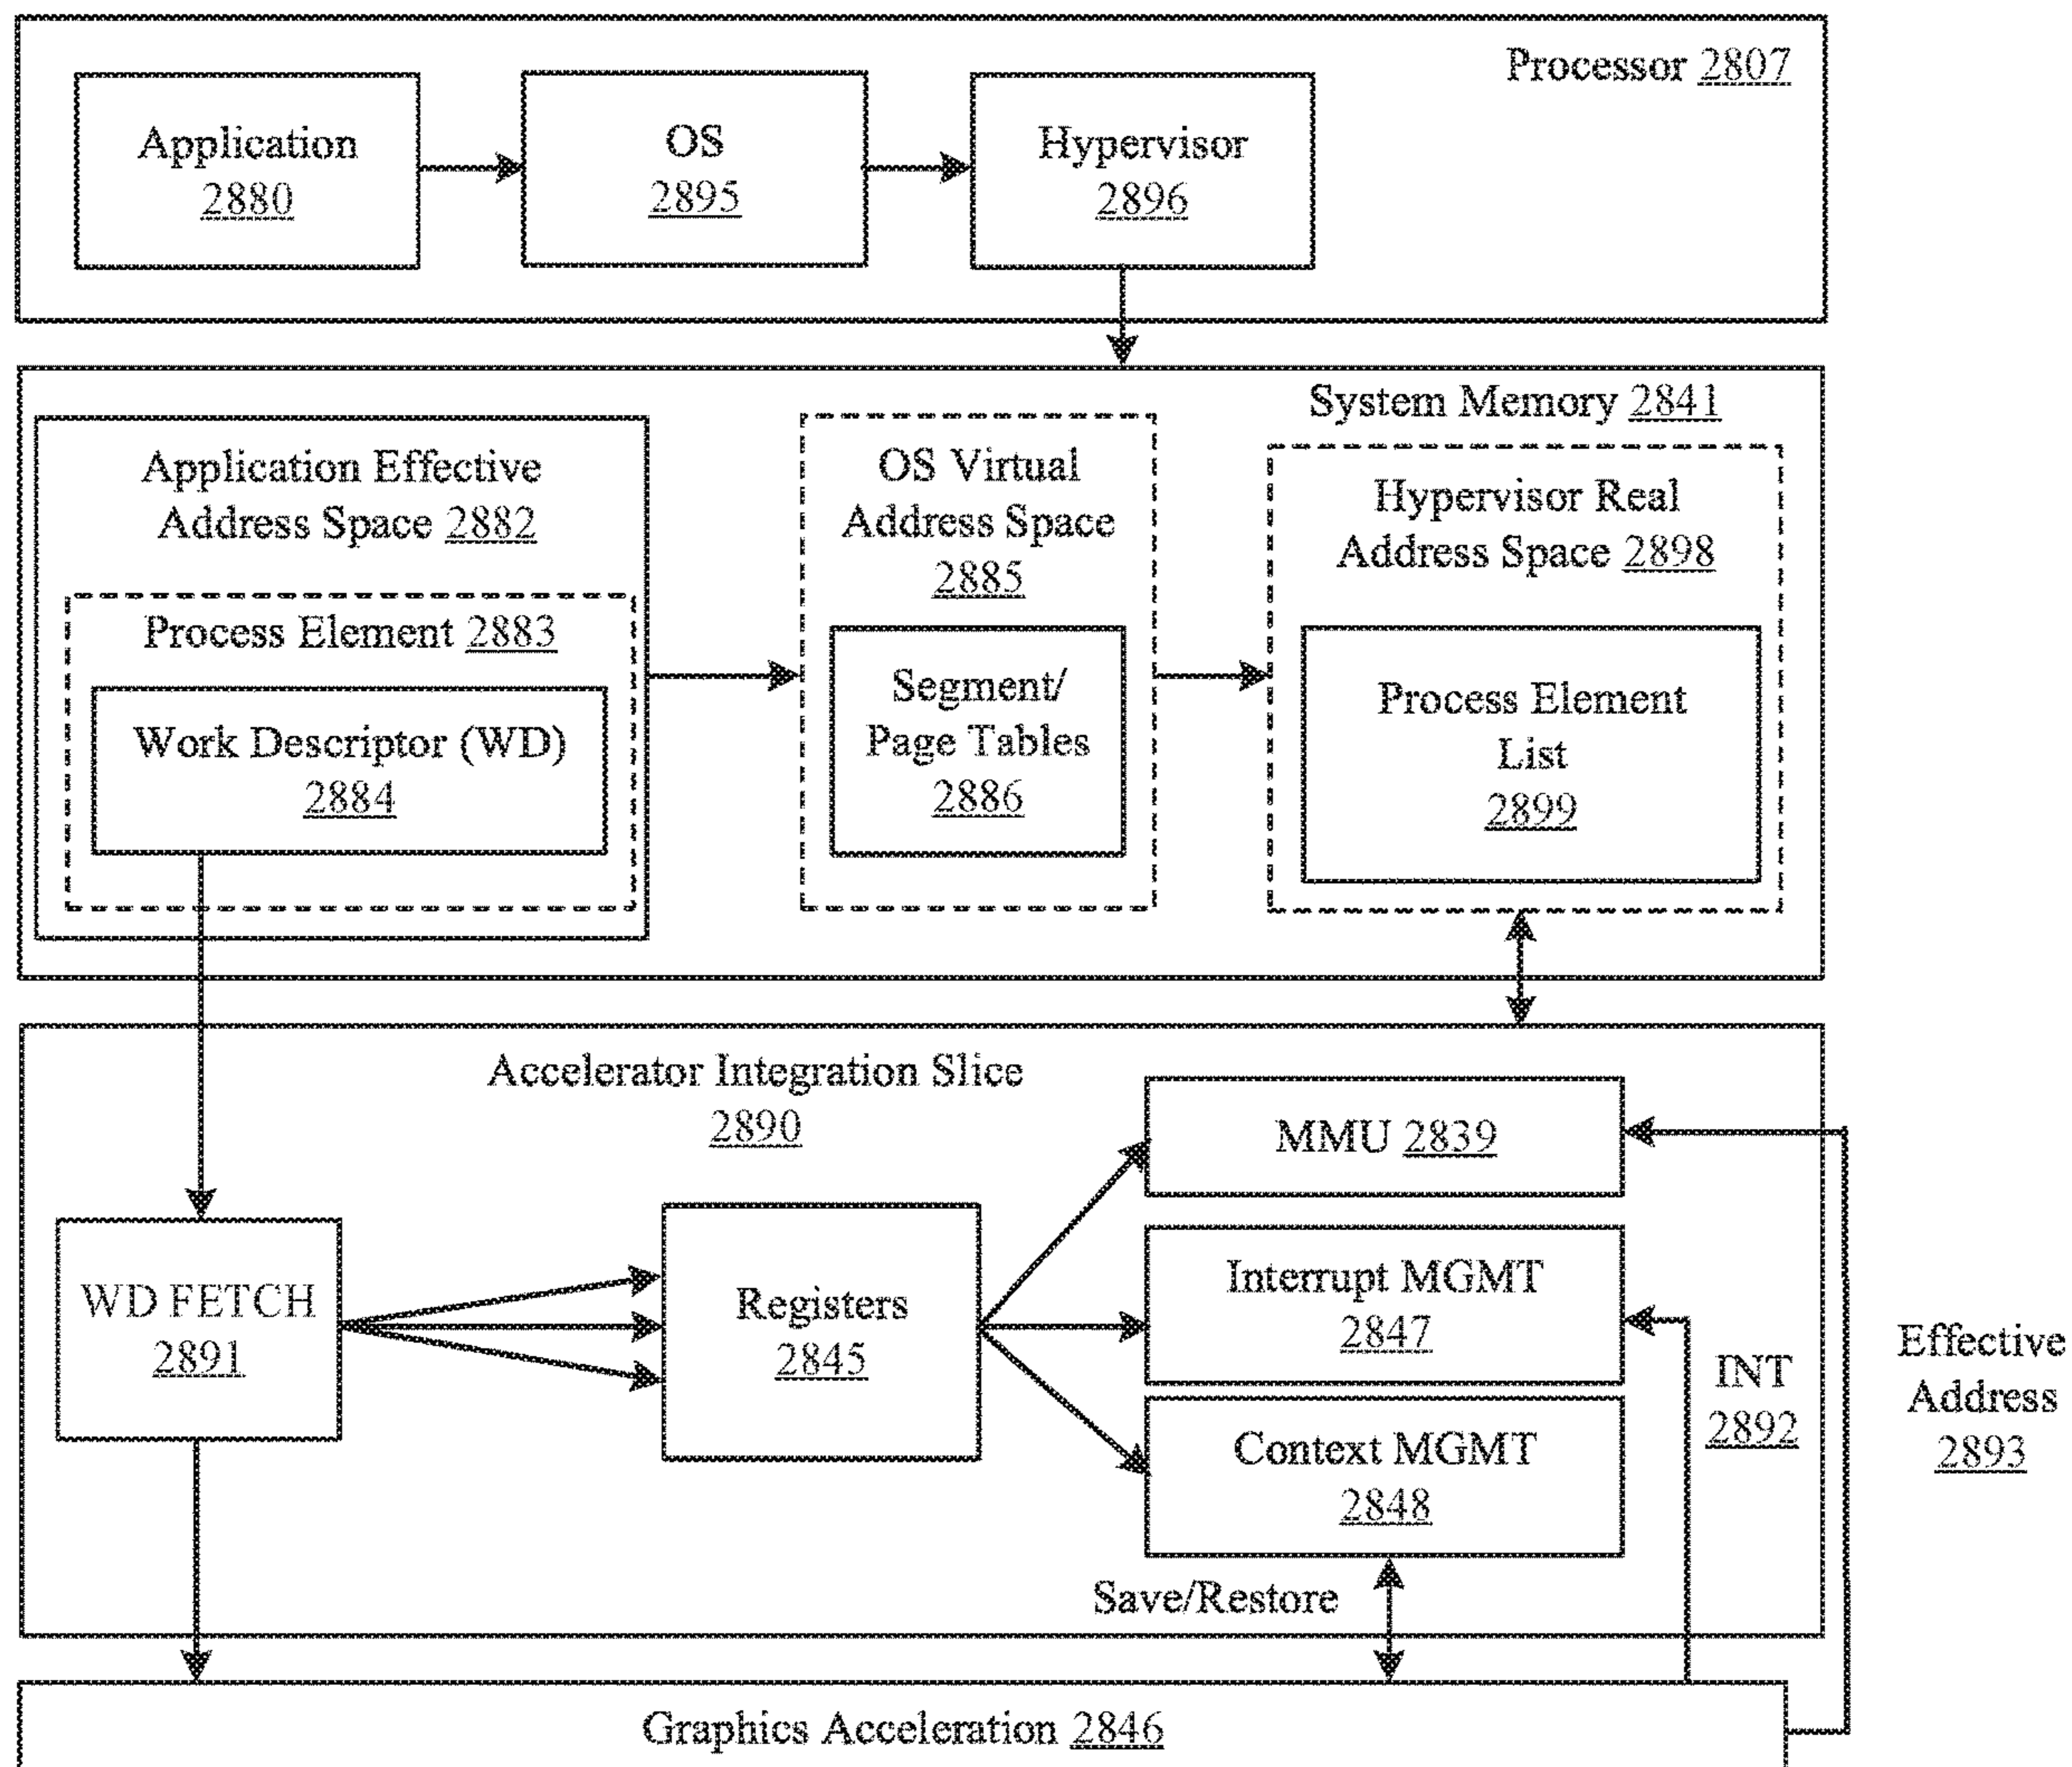 Processor 2807
Application
2880
OS
2895
Hypervisor
2896
System Memory 2841
Application Effective
Address Space 2882
Process Element 2883
Work Descriptor (WD)
2884
OS Virtual
Address Space
2885
Segment/
Page Tables
2886
Hypervisor Real
Address Space 2898
Process Element
List
2899
Accelerator Integration Slice
2890
WD FETCH
2891
Registers
2845
MMU 2839
Interrupt MGMT
2847
Context MGMT
2848
Save/Restore
INT
2892
Effective
Address
2893
Graphics Acceleration 2846